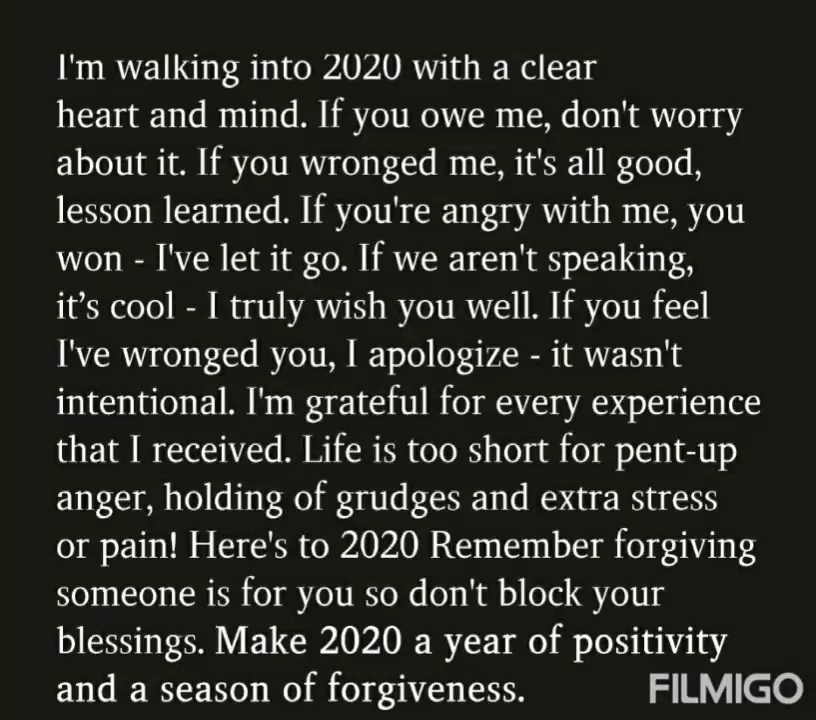 I'm walking into 2020 with a clear
heart and mind. If you owe me, don't worry
about it. If you wronged me, it's all good,
lesson learned. If you're angry with me, you
won - I've let it go. If we aren't speaking,
it’s cool - I truly wish you well. If you feel
I've wronged you, I apologize - it wasn't
intentional. I'm grateful for every experience
that I received. Life is too short for pent-up
anger, holding of grudges and extra stress
or pain! Here's to 2020 Remember forgiving
someone is for you so don't block your
blessings. Make 2020 a year of positivity
and a season of forgiveness.
FILMIGO